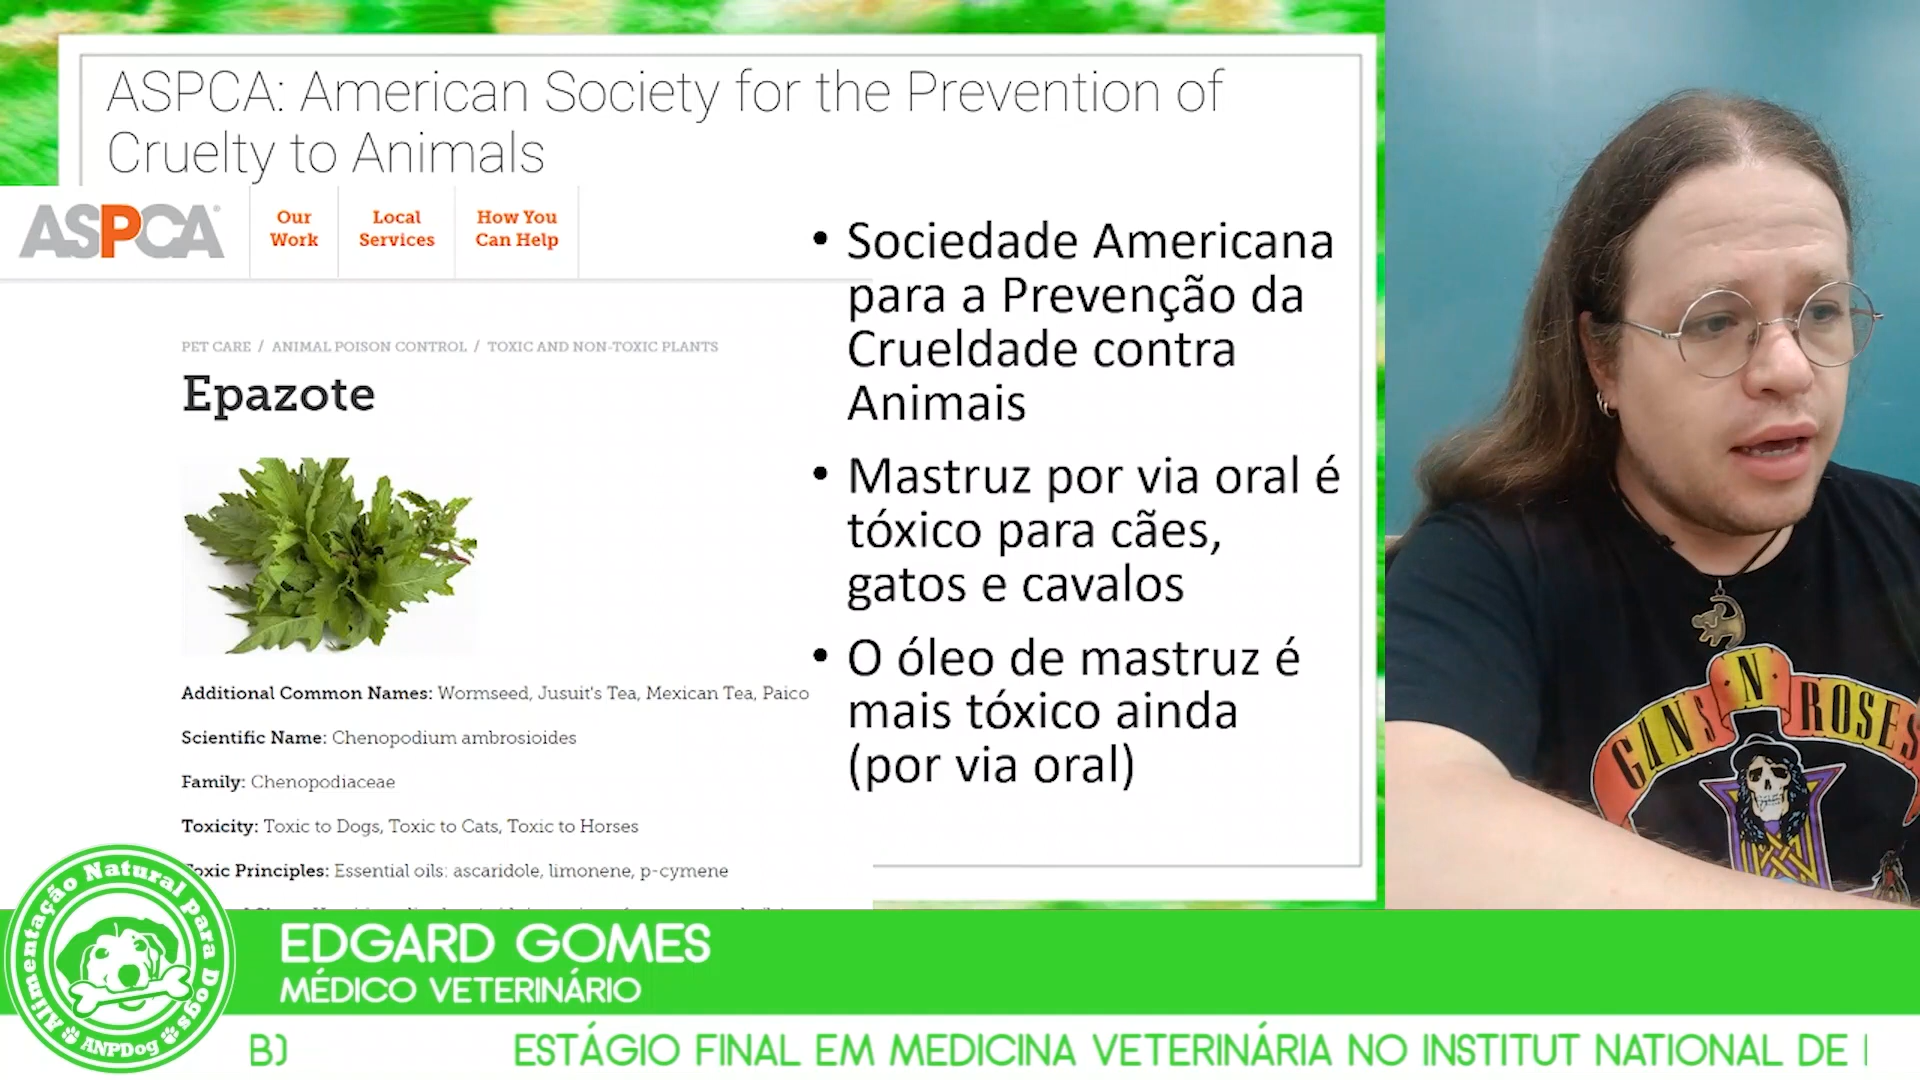 ASPCA: American Society for the Prevention of
Cruelty to Animals
ASPCA
Our
Work
Local
Services
How You
Can Help
PET CARE / ANIMAL POISON CONTROL / TOXIC AND NON-TOXIC PLANTS
Epazote
Additional Common Names: Wormseed, Jusuit's Tea, Mexican Tea, Paico
Scientific Name: Chenopodium ambrosioides
Family: Chenopodiaceae
Toxicity: Toxic to Dogs, Toxic to Cats, Toxic to Horses
Toxic Principles: Essential oils: ascaridole, limonene, p-cymene
• Sociedade Americana
para a Prevenção da
Crueldade contra
Animais
• Mastruz por via oral é
tóxico para cães,
gatos e cavalos
• O óleo de mastruz é
mais tóxico ainda
(por via oral)
GUNS N ROSES
Alimentação Natural Para Dogs
ANPDog
EDGARD GOMES
MÉDICO VETERINÁRIO
B) ESTÁGIO FINAL EM MEDICINA VETERINÁRIA NO INSTITUT NATIONAL DE